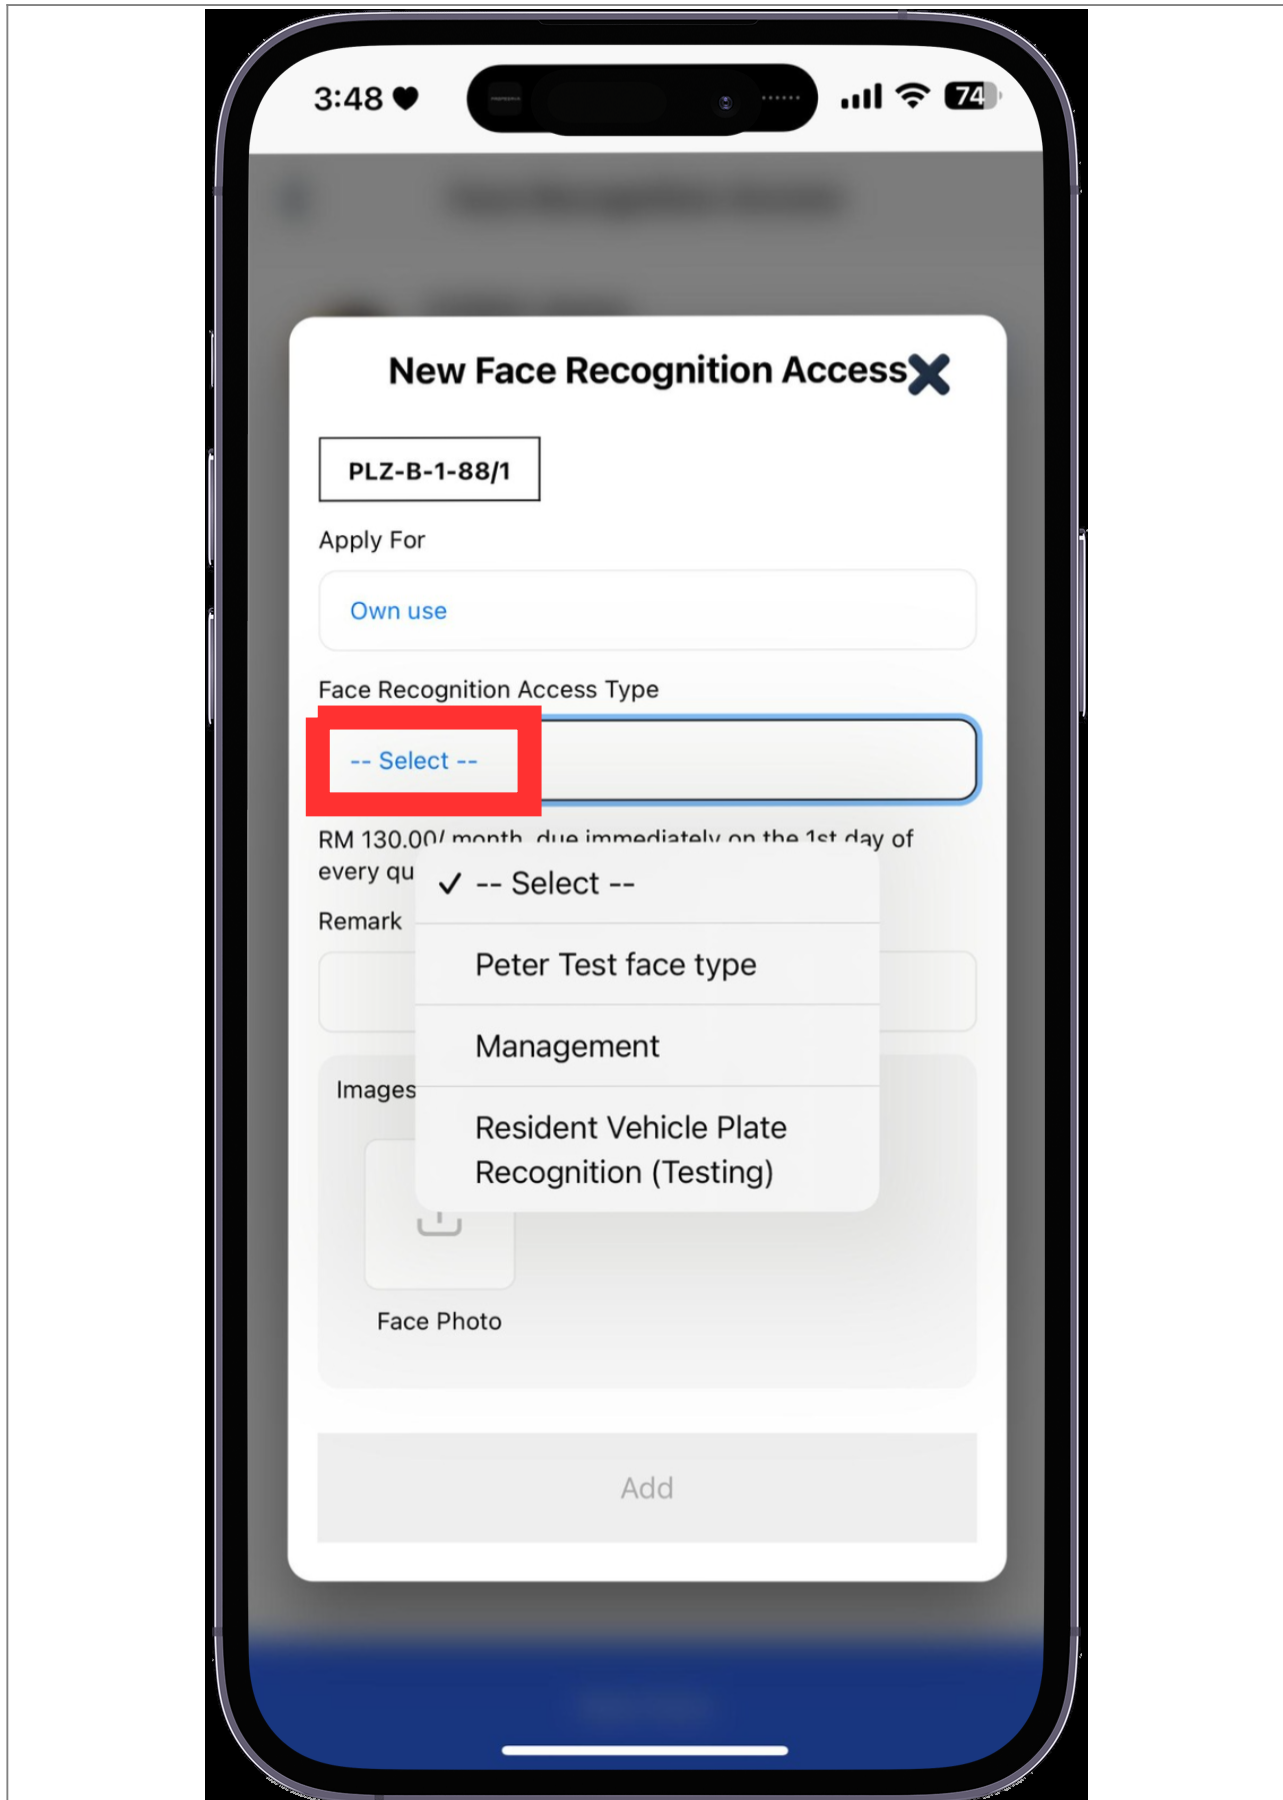 3:48
74
New Face Recognition Access
PLZ-B-1-88/1
Apply For
Own use
Face Recognition Access Type
-- Select --
RM 130.00/ month, due immediately on the 1st day of
every qu
-- Select --
Remark
Peter Test face type
Management
Images
Resident Vehicle Plate
Recognition (Testing)
Face Photo
Add